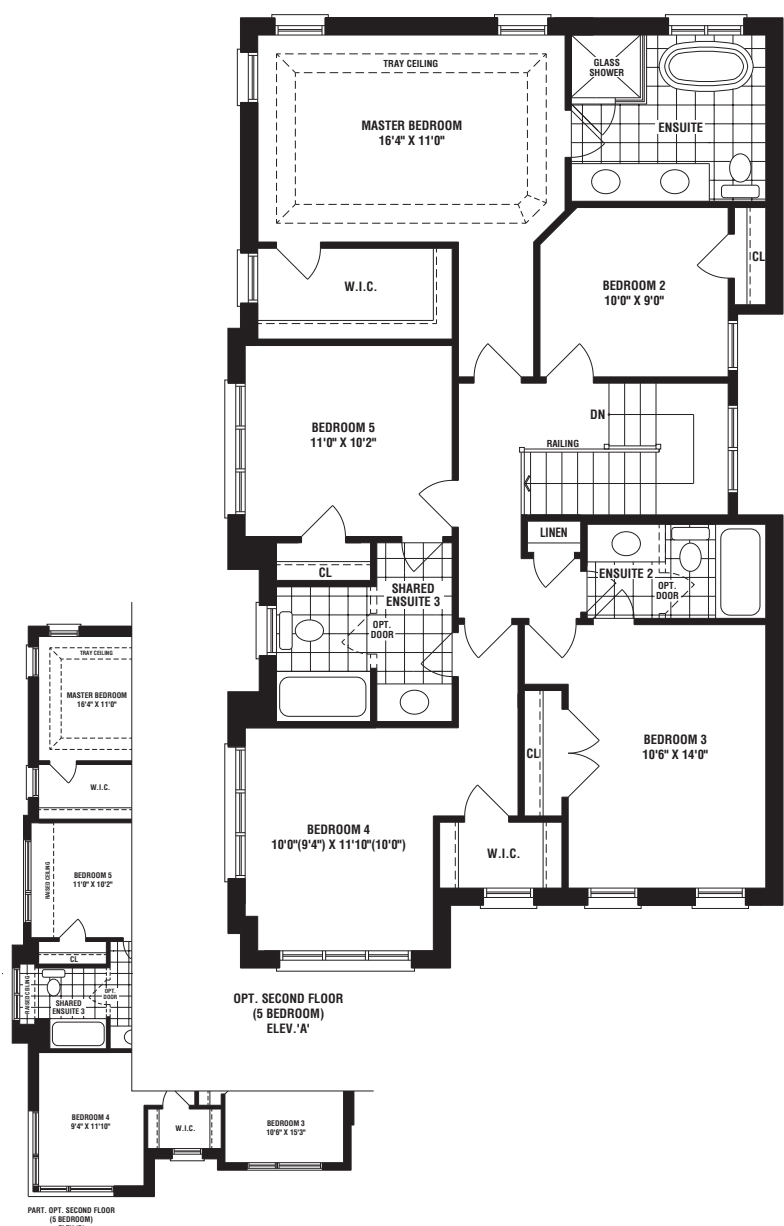 TRAY CEILING
MASTER BEDROOM
16'4" X 11'0"
GLASS
SHOWER
ENSUITE
W.I.C.
BEDROOM 2
10'0" X 9'0"
CL
BEDROOM 5
11'0" X 10'2"
DN
RAILING
LINEN
CL
SHARED
ENSUITE 3
OPT.
DOOR
ENSUITE 2
OPT.
DOOR
BEDROOM 3
10'6" X 14'0"
CL
BEDROOM 4
10'0"(9'4") X 11'10"(10'0")
W.I.C.
OPT. SECOND FLOOR
(5 BEDROOM)
ELEV.'A'
TRAY CEILING
MASTER BEDROOM
16'4" X 11'0"
W.I.C.
RAISED CEILING
BEDROOM 5
11'0" X 10'2"
CL
RAISED CEILING
OPT.
DOOR
SHARED
ENSUITE 3
BEDROOM 4
9'4" X 11'10"
W.I.C.
BEDROOM 3
10'6" X 15'3"
PART. OPT. SECOND FLOOR
(5 BEDROOM)